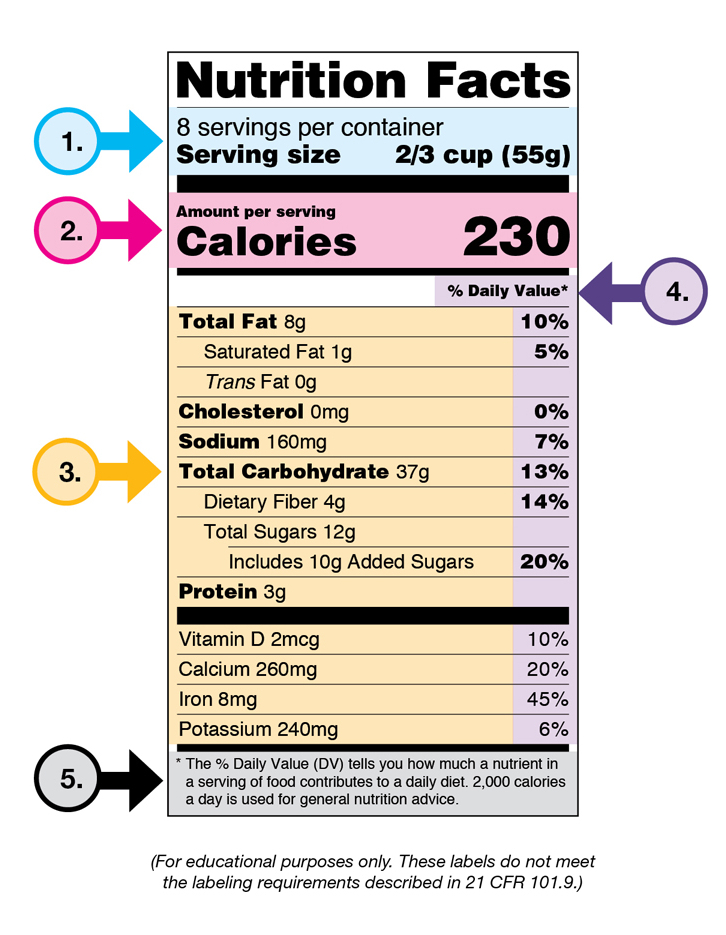 Nutrition Facts
1.
8 servings per container
Serving size 2/3 cup (55g)
2.
Amount per serving
Calories 230
% Daily Value*
4.
Total Fat 8g 10%
Saturated Fat 1g 5%
Trans Fat 0g
Cholesterol 0mg 0%
Sodium 160mg 7%
3.
Total Carbohydrate 37g 13%
Dietary Fiber 4g 14%
Total Sugars 12g
Includes 10g Added Sugars 20%
Protein 3g
Vitamin D 2mcg 10%
Calcium 260mg 20%
Iron 8mg 45%
Potassium 240mg 6%
5.
* The % Daily Value (DV) tells you how much a nutrient in
a serving of food contributes to a daily diet. 2,000 calories
a day is used for general nutrition advice.
(For educational purposes only. These labels do not meet
the labeling requirements described in 21 CFR 101.9.)